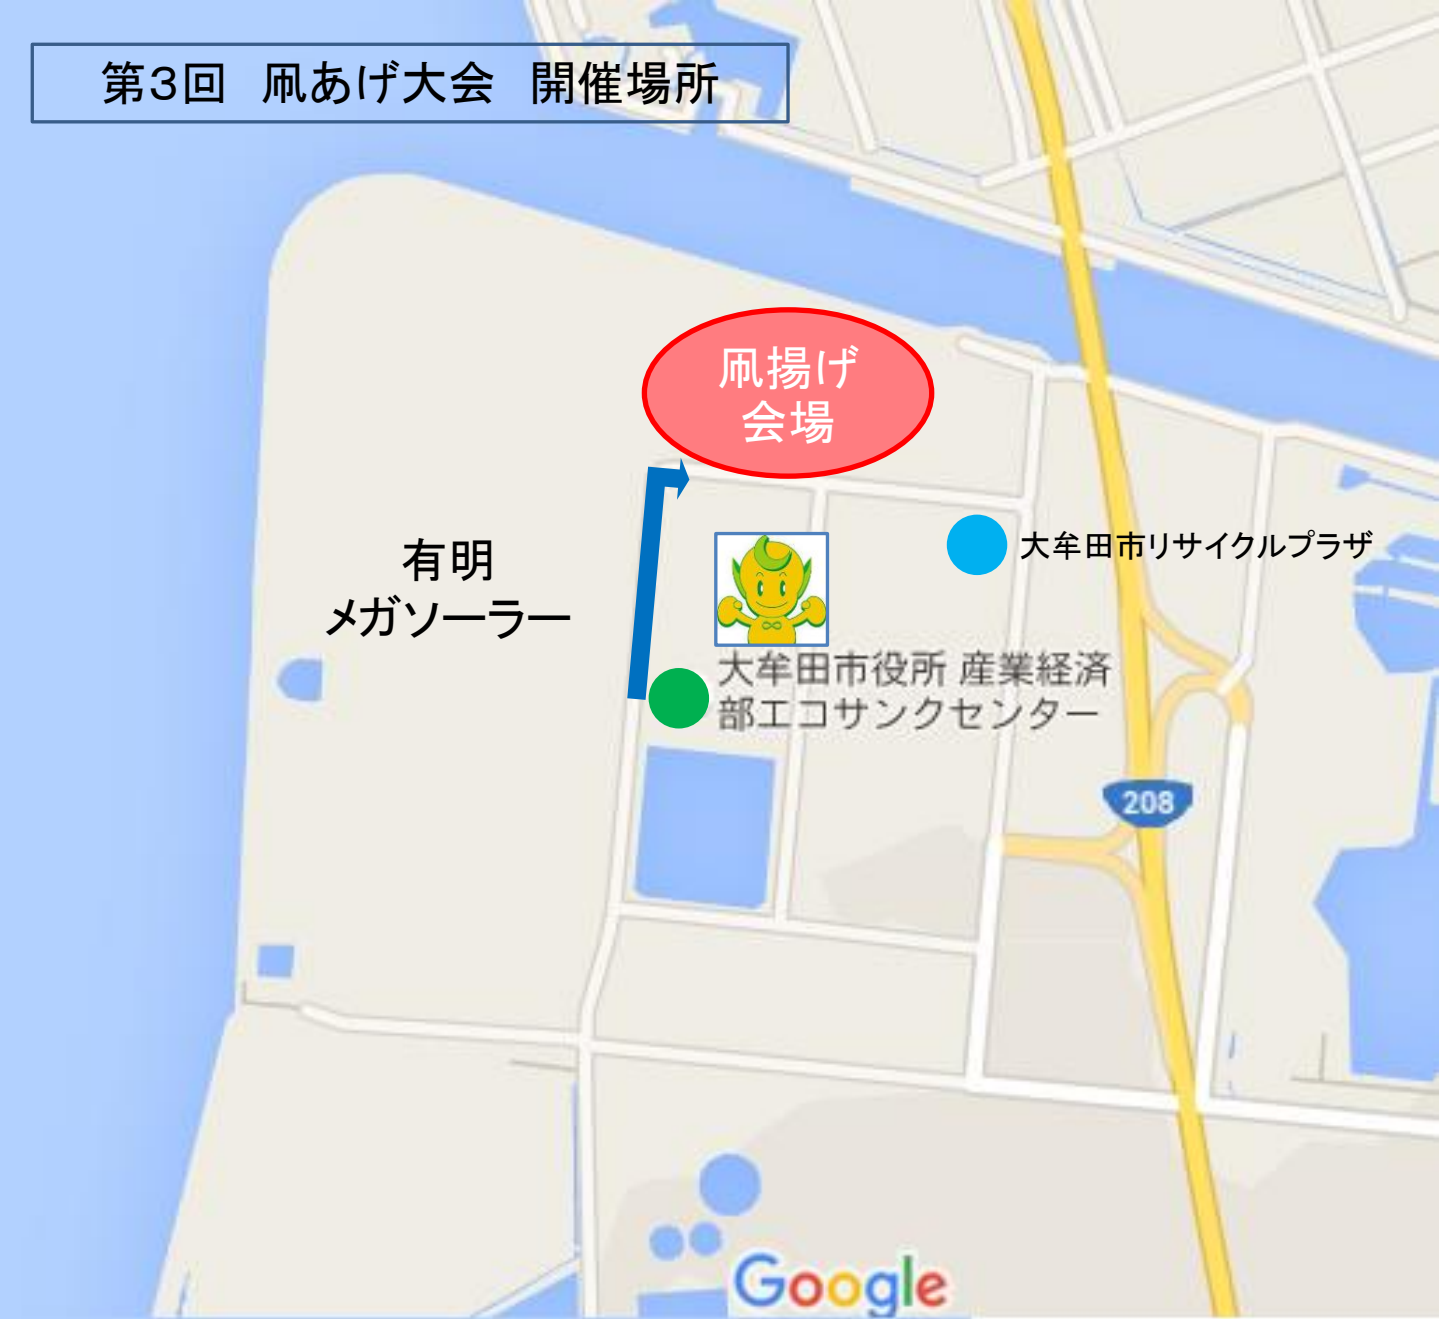 第3回　凧あげ大会　開催場所
凧揚げ
会場
有明
メガソーラー
大牟田市リサイクルプラザ
大牟田市役所 産業経済
部エコサンクセンター
208
Google